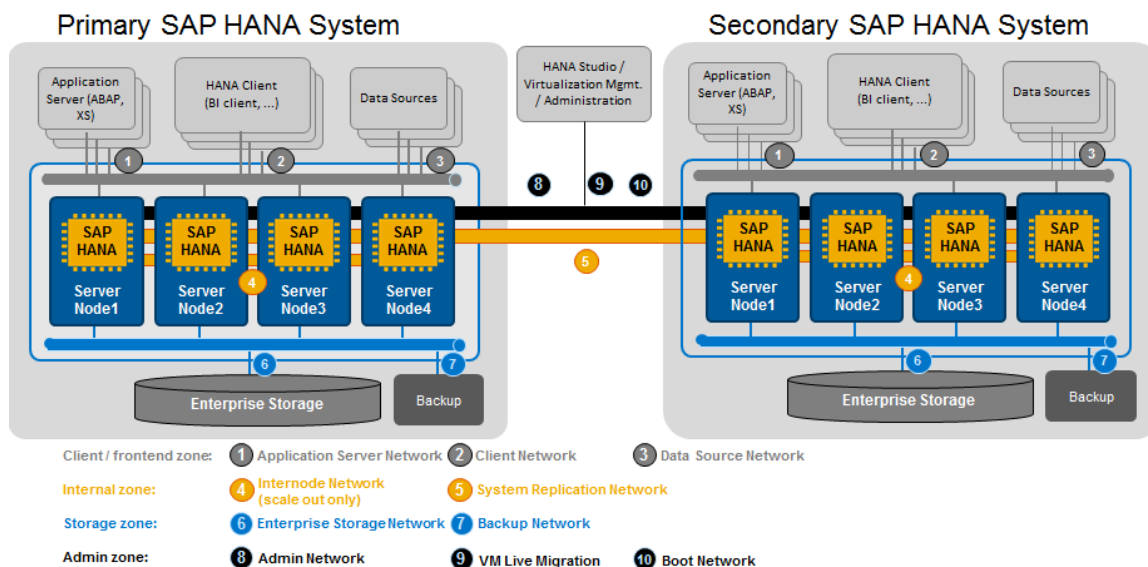 Primary SAP HANA System
Secondary SAP HANA System
Application
Server (ABAP,
XS)
HANA Client
(BI client, ...)
Data Sources
HANA Studio /
Virtualization Mgmt.
/ Administration
Application
Server (ABAP,
XS)
HANA Client
(BI client, ...)
Data Sources
1
2
3
8
9
10
1
2
3
SAP HANA
SAP HANA
SAP HANA
SAP HANA
SAP HANA
SAP HANA
SAP HANA
SAP HANA
4
5
4
Server Node1
Server Node2
Server Node3
Server Node4
Server Node1
Server Node2
Server Node3
Server Node4
6
7
6
7
Enterprise Storage
Backup
Enterprise Storage
Backup
Client / frontend zone: 1 Application Server Network 2 Client Network 3 Data Source Network
Internal zone: 4 Internode Network 5 System Replication Network
(scale out only)
Storage zone: 6 Enterprise Storage Network 7 Backup Network
Admin zone: 8 Admin Network 9 VM Live Migration 10 Boot Network